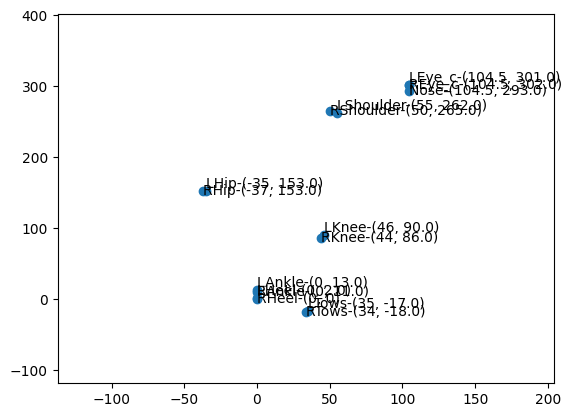 400
300
200
100
0
−100
LEye_c-(104.5, 301.0)
REye_c-(104.5, 302.0)
Nose-(104.5, 293.0)
LShoulder-(55, 262.0)
RShoulder-(50, 265.0)
LHip-(-35, 153.0)
RHip-(-37, 153.0)
LKnee-(46, 90.0)
RKnee-(44, 86.0)
LAnkle-(0, 13.0)
RHeel-(0, 0)
LTows-(35, -17.0)
RTows-(34, -18.0)
−100 −50 0 50 100 150 200